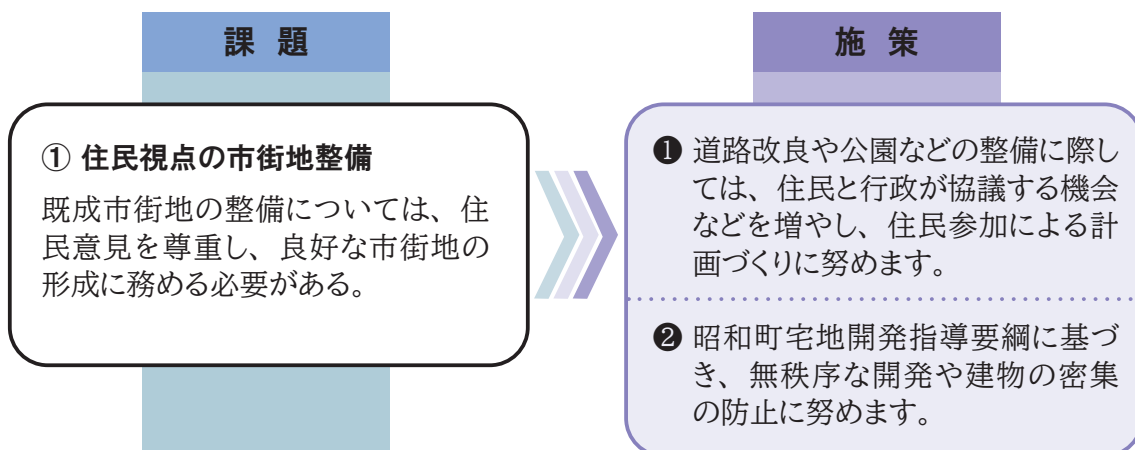 課 題
① 住民視点の市街地整備
既成市街地の整備については、住
民意見を尊重し、良好な市街地の
形成に務める必要がある。
施 策
❶ 道路改良や公園などの整備に際し
ては、住民と行政が協議する機会
などを増やし、住民参加による計
画づくりに努めます。
❷ 昭和町宅地開発指導要綱に基づ
き、無秩序な開発や建物の密集
の防止に努めます。